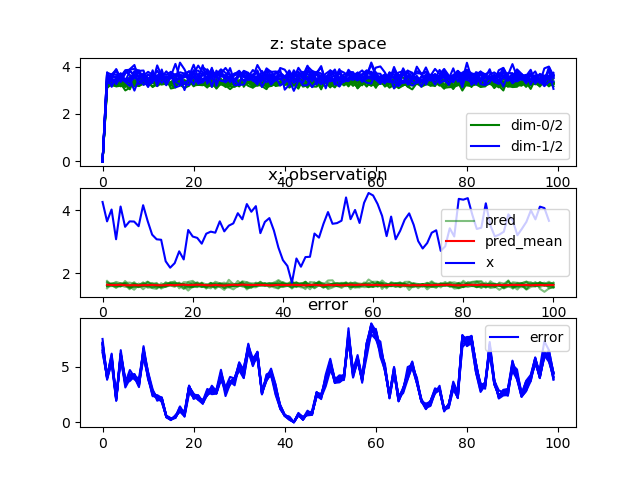 z: state space
4
2
0
dim-0/2
dim-1/2
0 20 40 60 80 100
x: observation
4
2
pred
pred_mean
x
0 20 40 60 80 100
error
5
0
error
0 20 40 60 80 100